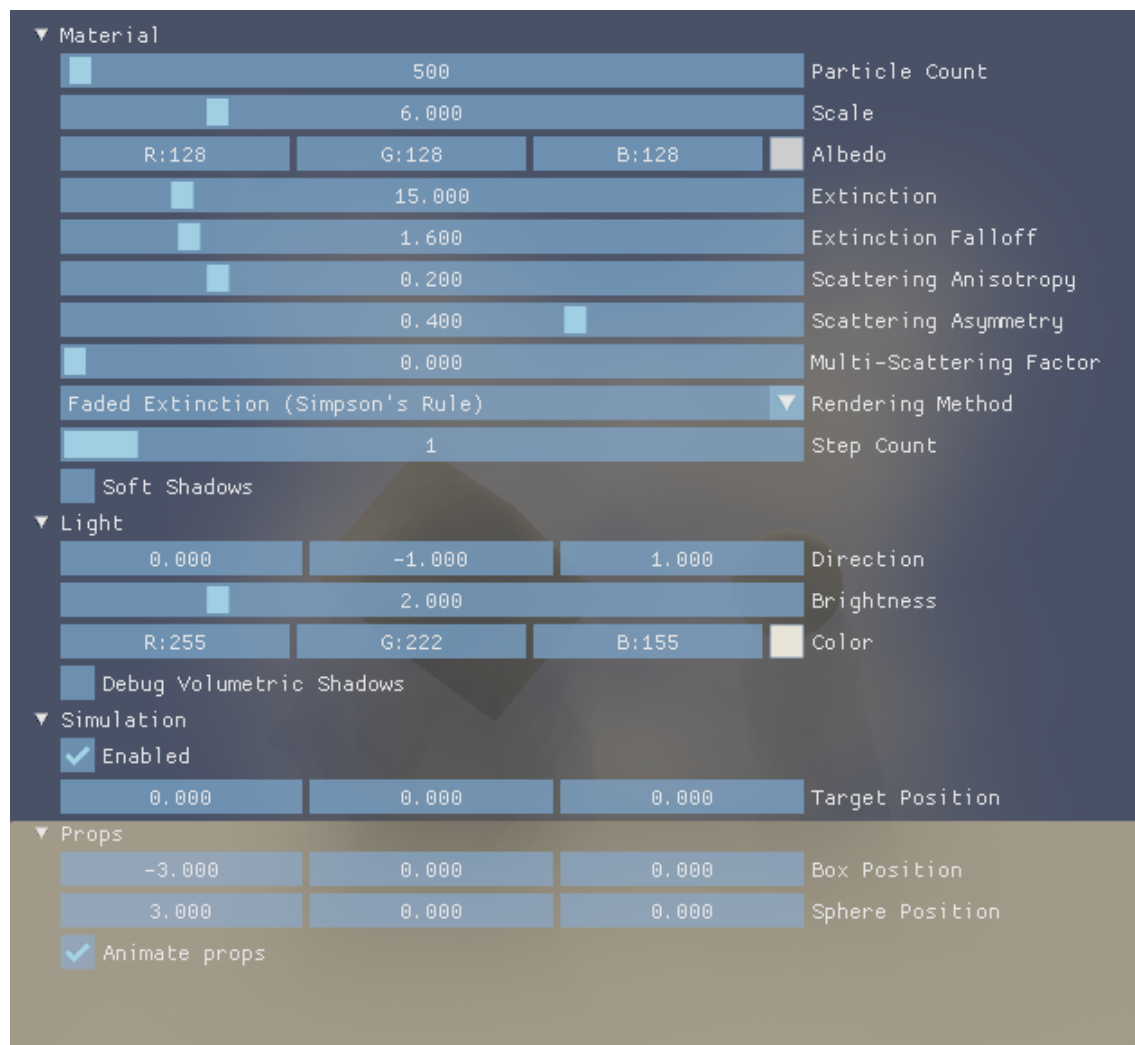 Material
500 Particle Count
6.000 Scale
R:128 G:128 B:128 Albedo
15.000 Extinction
1.600 Extinction Falloff
0.200 Scattering Anisotropy
0.400 Scattering Asymmetry
0.000 Multi-Scattering Factor
Faded Extinction (Simpson's Rule) Rendering Method
1 Step Count
Soft Shadows
Light
0.000 -1.000 1.000 Direction
2.000 Brightness
R:255 G:222 B:155 Color
Debug Volumetric Shadows
Simulation
Enabled
0.000 0.000 0.000 Target Position
Props
-3.000 0.000 0.000 Box Position
3.000 0.000 0.000 Sphere Position
Animate props